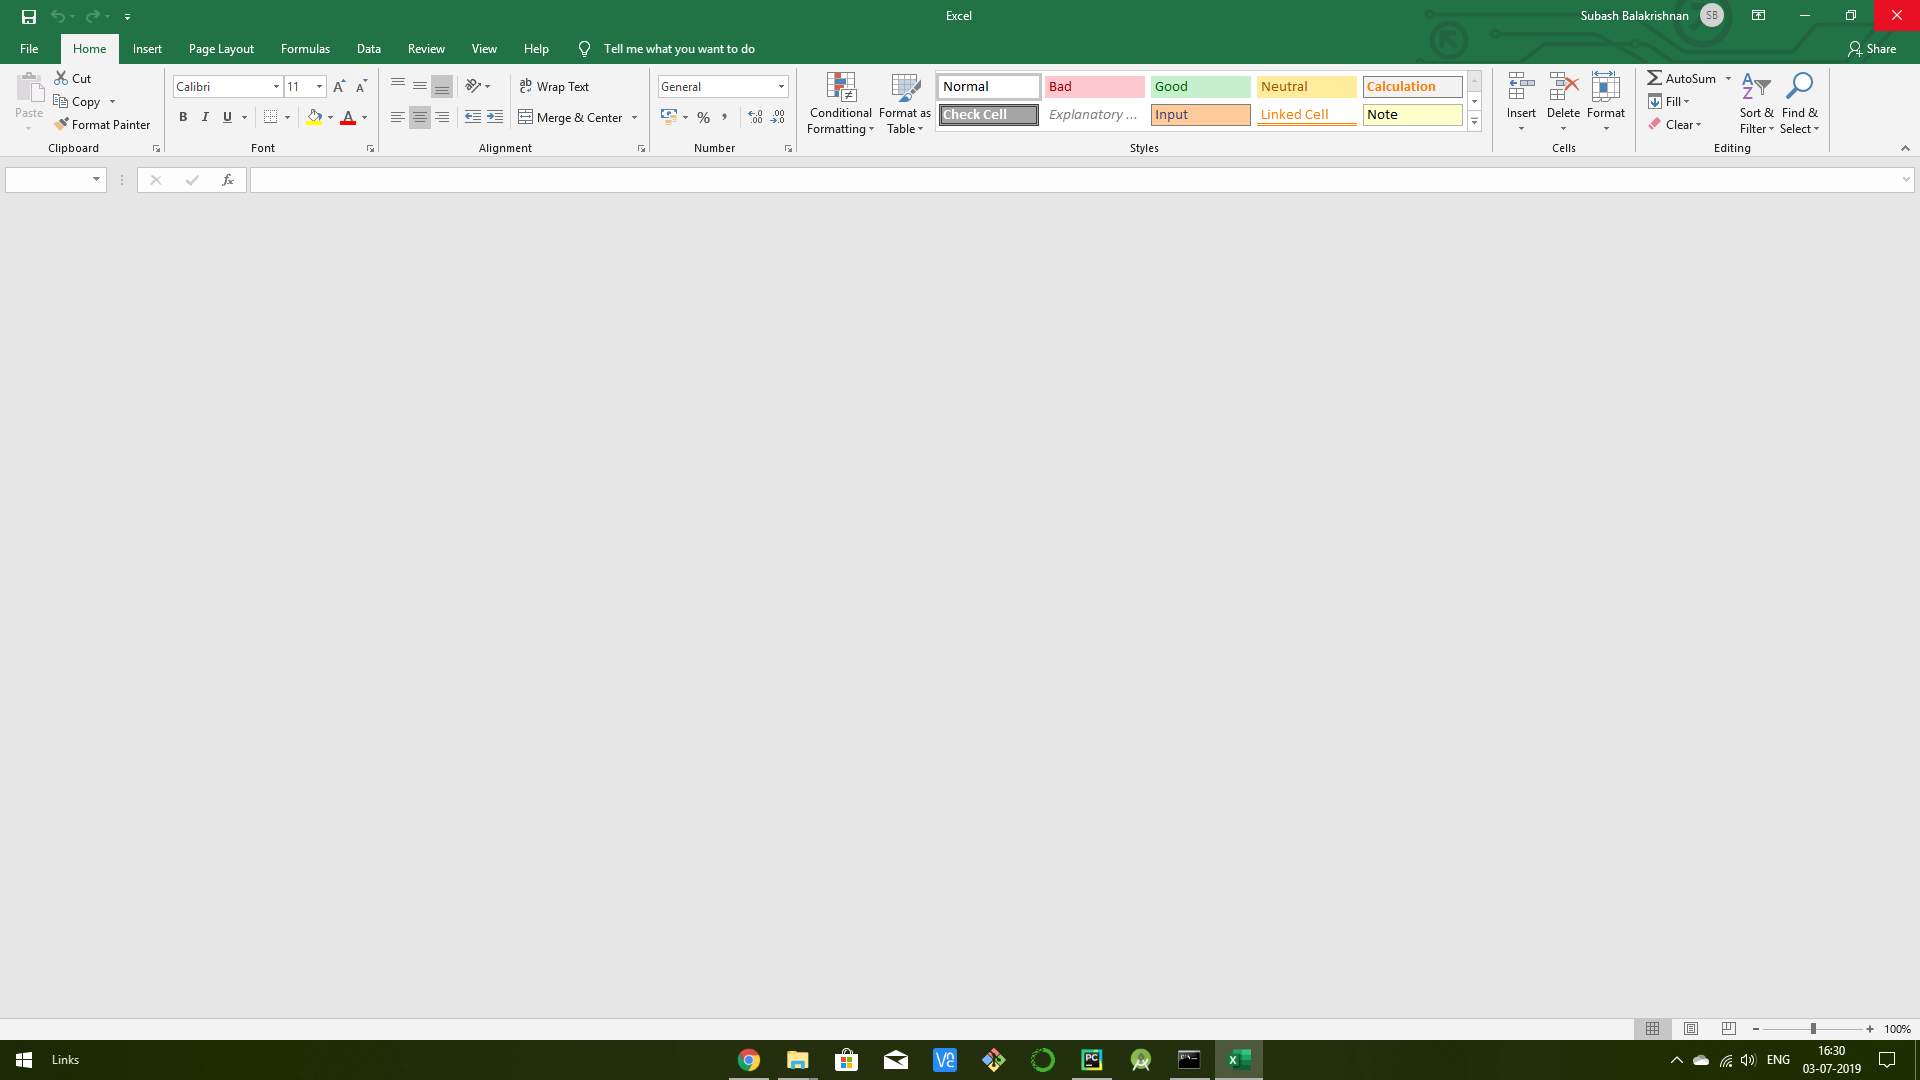 Excel
Subash Balakrishnan SB
File Home Insert Page Layout Formulas Data Review View Help Tell me what you want to do Share
Paste
Cut
Copy
Format Painter
Clipboard
Calibri 11
B I U
Font
Wrap Text
Merge & Center
Alignment
General
%
Number
Conditional Formatting
Format as Table
Normal Bad Good Neutral Calculation
Check Cell Explanatory ... Input Linked Cell Note
Styles
Insert Delete Format
Cells
AutoSum
Fill
Clear
Sort & Filter
Find & Select
Editing
fx
100%
Links
ENG
16:30
03-07-2019